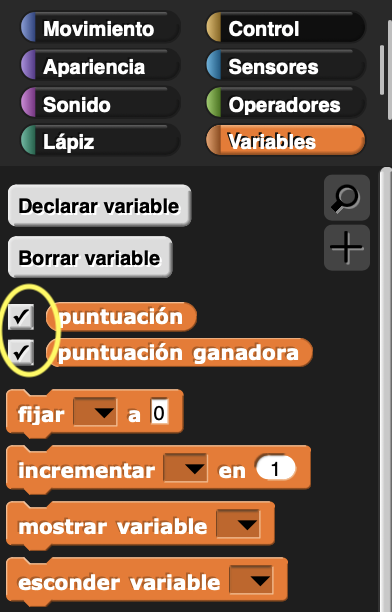 Movimiento Control
Apariencia Sensores
Sonido Operadores
Lápiz Variables
Declarar variable
Borrar variable
puntuación
puntuación ganadora
fijar a 0
incrementar en 1
mostrar variable
esconder variable